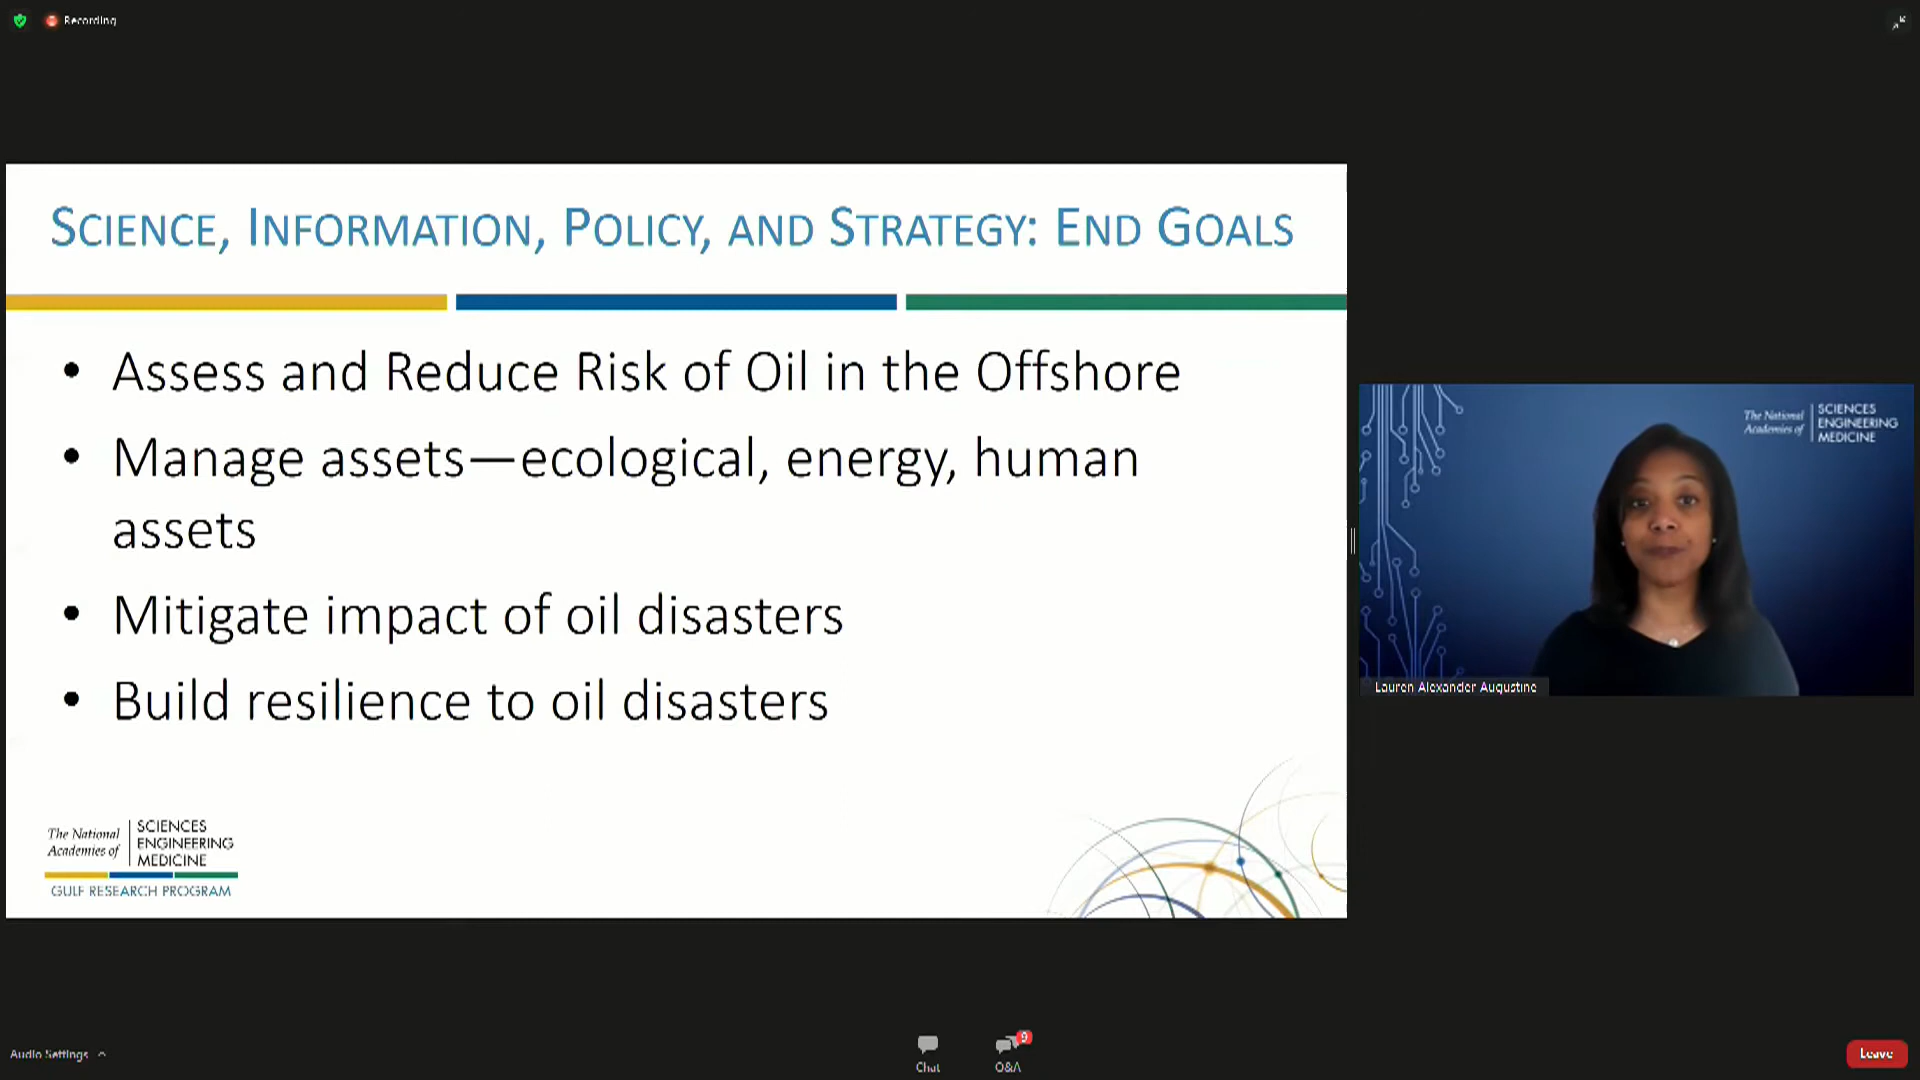 Recording
SCIENCE, INFORMATION, POLICY, AND STRATEGY: END GOALS
• Assess and Reduce Risk of Oil in the Offshore
• Manage assets—ecological, energy, human
assets
• Mitigate impact of oil disasters
• Build resilience to oil disasters
The National
Academies of
SCIENCES
ENGINEERING
MEDICINE
GULF RESEARCH PROGRAM
The National
Academies of
SCIENCES
ENGINEERING
MEDICINE
Lauren Alexander Augustine
Audio Settings
Chat
9
Q&A
Leave